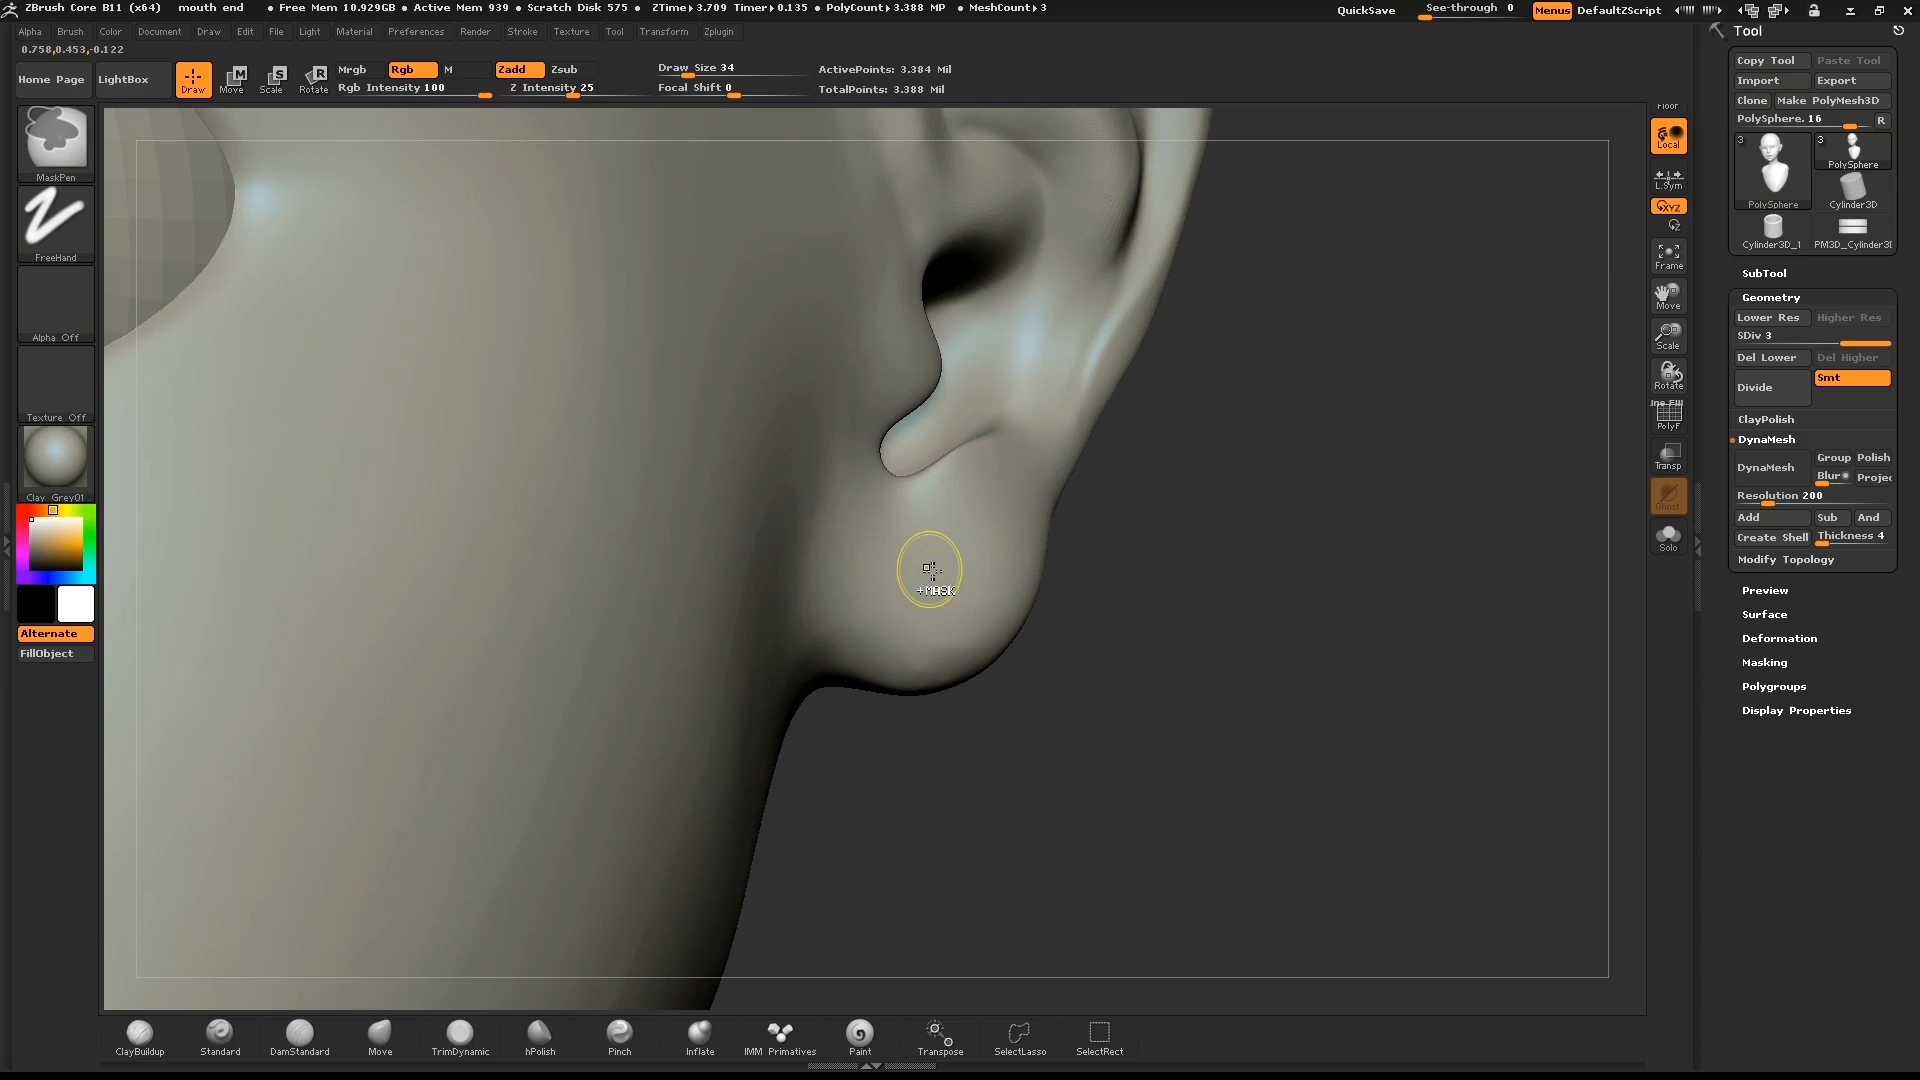 ZBrush Core B11 (x64) mouth end • Free Mem 10.929GB • Active Mem 939 • Scratch Disk 575 • ZTime▸3.709 Timer▸0.135 • PolyCount▸3.388 MP • MeshCount▸3 QuickSave See-through 0 Menus DefaultZScript
Alpha Brush Color Document Draw Edit File Light Material Preferences Render Stroke Texture Tool Transform Zplugin
0.758,0.453,-0.122
Home Page LightBox Draw Move Scale Rotate
Mrgb Rgb M Zadd Zsub
Rgb Intensity 100 Z Intensity 25
Draw Size 34
Focal Shift 0
ActivePoints: 3.384 Mil
TotalPoints: 3.388 Mil
MaskPen
FreeHand
Alpha Off
Texture Off
Clay_Grey01
Alternate
FillObject
+MASK
ClayBuildup Standard DamStandard Move TrimDynamic hPolish Pinch Inflate IMM Primatives Paint Transpose SelectLasso SelectRect
Floor
Local
L.Sym
XYZ
Frame
Move
Scale
Rotate
ine Fill
PolyF
Transp
Ghost
Solo
Tool
Copy Tool Paste Tool
Import Export
Clone Make PolyMesh3D
PolySphere. 16 R
3 3
PolySphere
PolySphere Cylinder3D
Cylinder3D_1 PM3D_Cylinder3D
SubTool
Geometry
Lower Res Higher Res
SDiv 3
Del Lower Del Higher
Divide Smt
ClayPolish
DynaMesh
DynaMesh Group Polish
Blur Projec
Resolution 200
Add Sub And
Create Shell Thickness 4
Modify Topology
Preview
Surface
Deformation
Masking
Polygroups
Display Properties